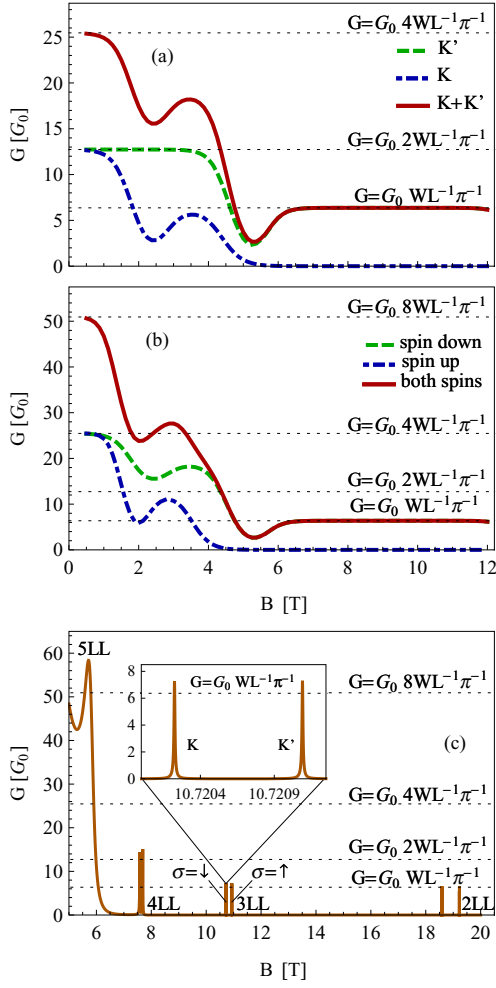 (a)
G=G₀ 4WL⁻¹π⁻¹
K'
K
K+K'
G=G₀ 2WL⁻¹π⁻¹
G=G₀ WL⁻¹π⁻¹
G [G₀]
25
20
15
10
5
0
(b)
G=G₀ 8WL⁻¹π⁻¹
spin down
spin up
both spins
G=G₀ 4WL⁻¹π⁻¹
G=G₀ 2WL⁻¹π⁻¹
G=G₀ WL⁻¹π⁻¹
G [G₀]
50
40
30
20
10
0
0 2 4 6 8 10 12
B [T]
5LL
G=G₀ WL⁻¹π⁻¹
8
6
4
2
0
K
K'
10.7204 10.7209
G=G₀ 8WL⁻¹π⁻¹
(c)
G=G₀ 4WL⁻¹π⁻¹
G=G₀ 2WL⁻¹π⁻¹
σ=↓ σ=↑
G=G₀ WL⁻¹π⁻¹
4LL 3LL 2LL
G [G₀]
60
50
40
30
20
10
0
6 8 10 12 14 16 18 20
B [T]